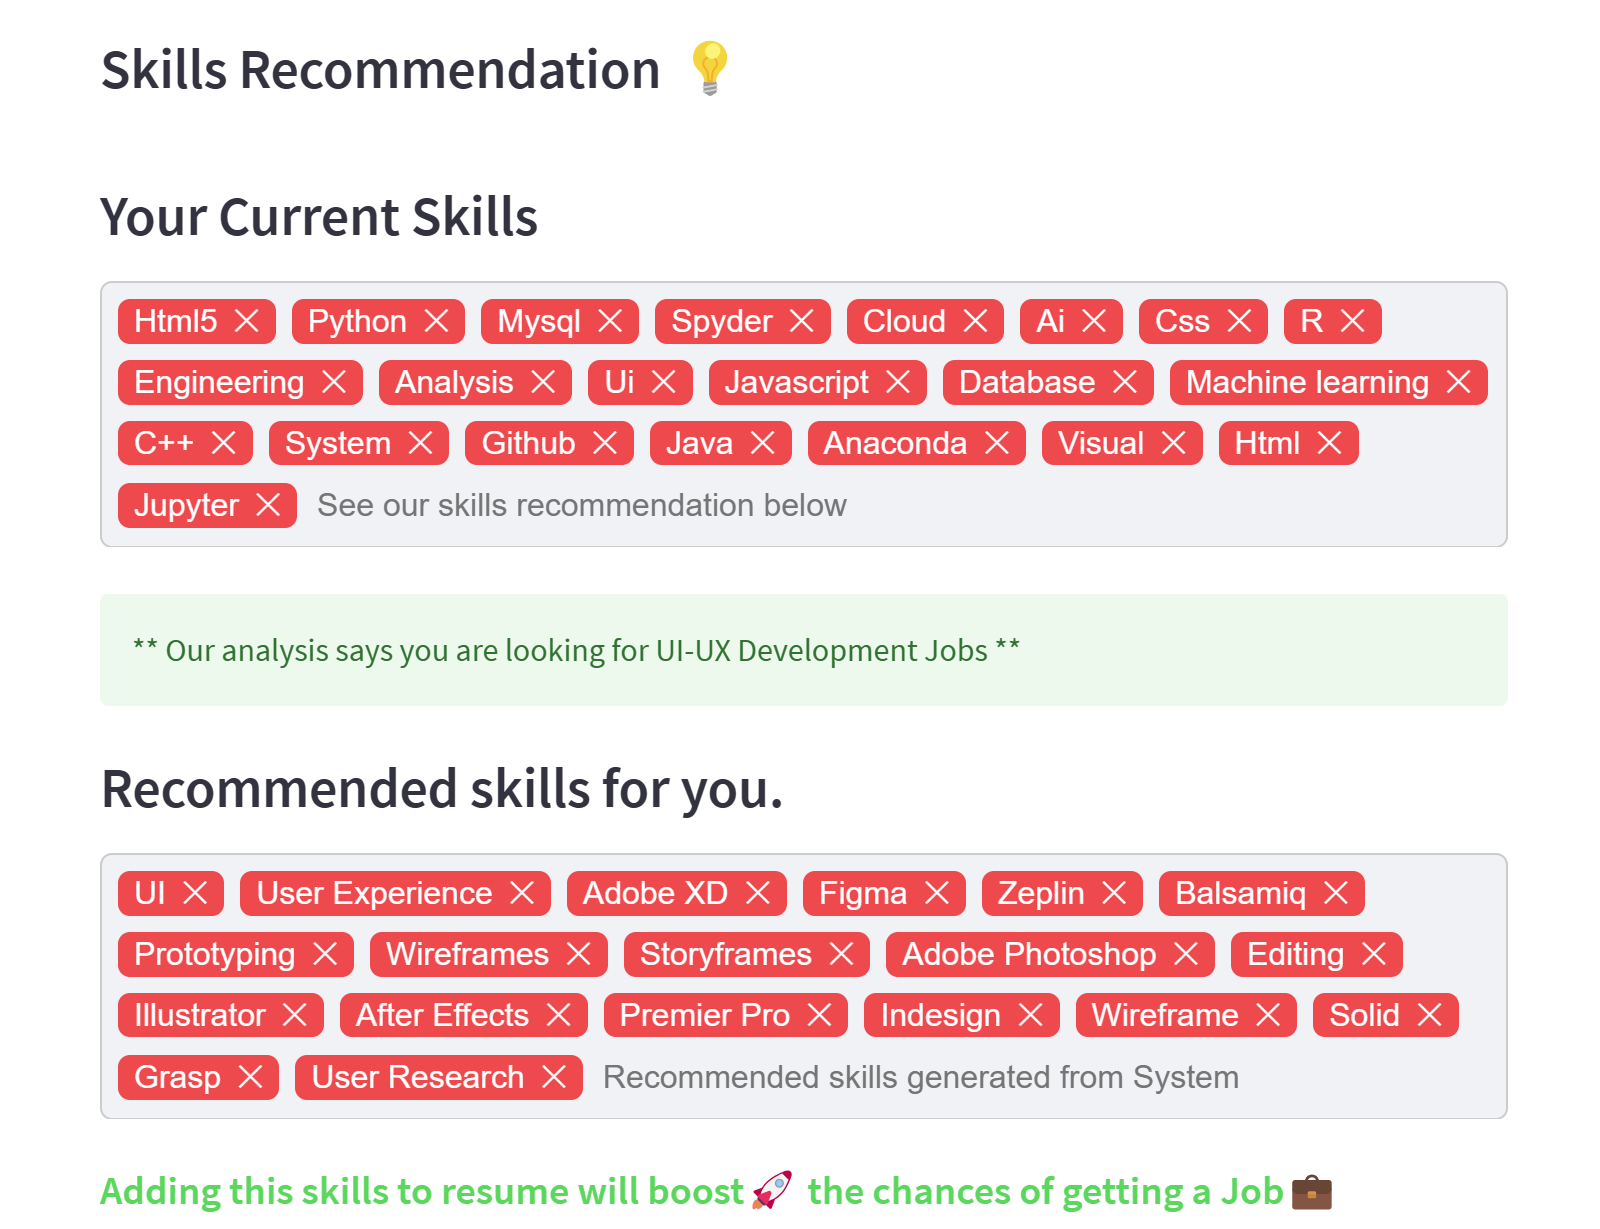 Skills Recommendation 💡
Your Current Skills
Html5 Python Mysql Spyder Cloud Ai Css R
Engineering Analysis Ui Javascript Database Machine learning
C++ System Github Java Anaconda Visual Html
Jupyter See our skills recommendation below
** Our analysis says you are looking for UI-UX Development Jobs **
Recommended skills for you.
UI User Experience Adobe XD Figma Zeplin Balsamiq
Prototyping Wireframes Storyframes Adobe Photoshop Editing
Illustrator After Effects Premier Pro Indesign Wireframe Solid
Grasp User Research Recommended skills generated from System
Adding this skills to resume will boost🚀 the chances of getting a Job💼